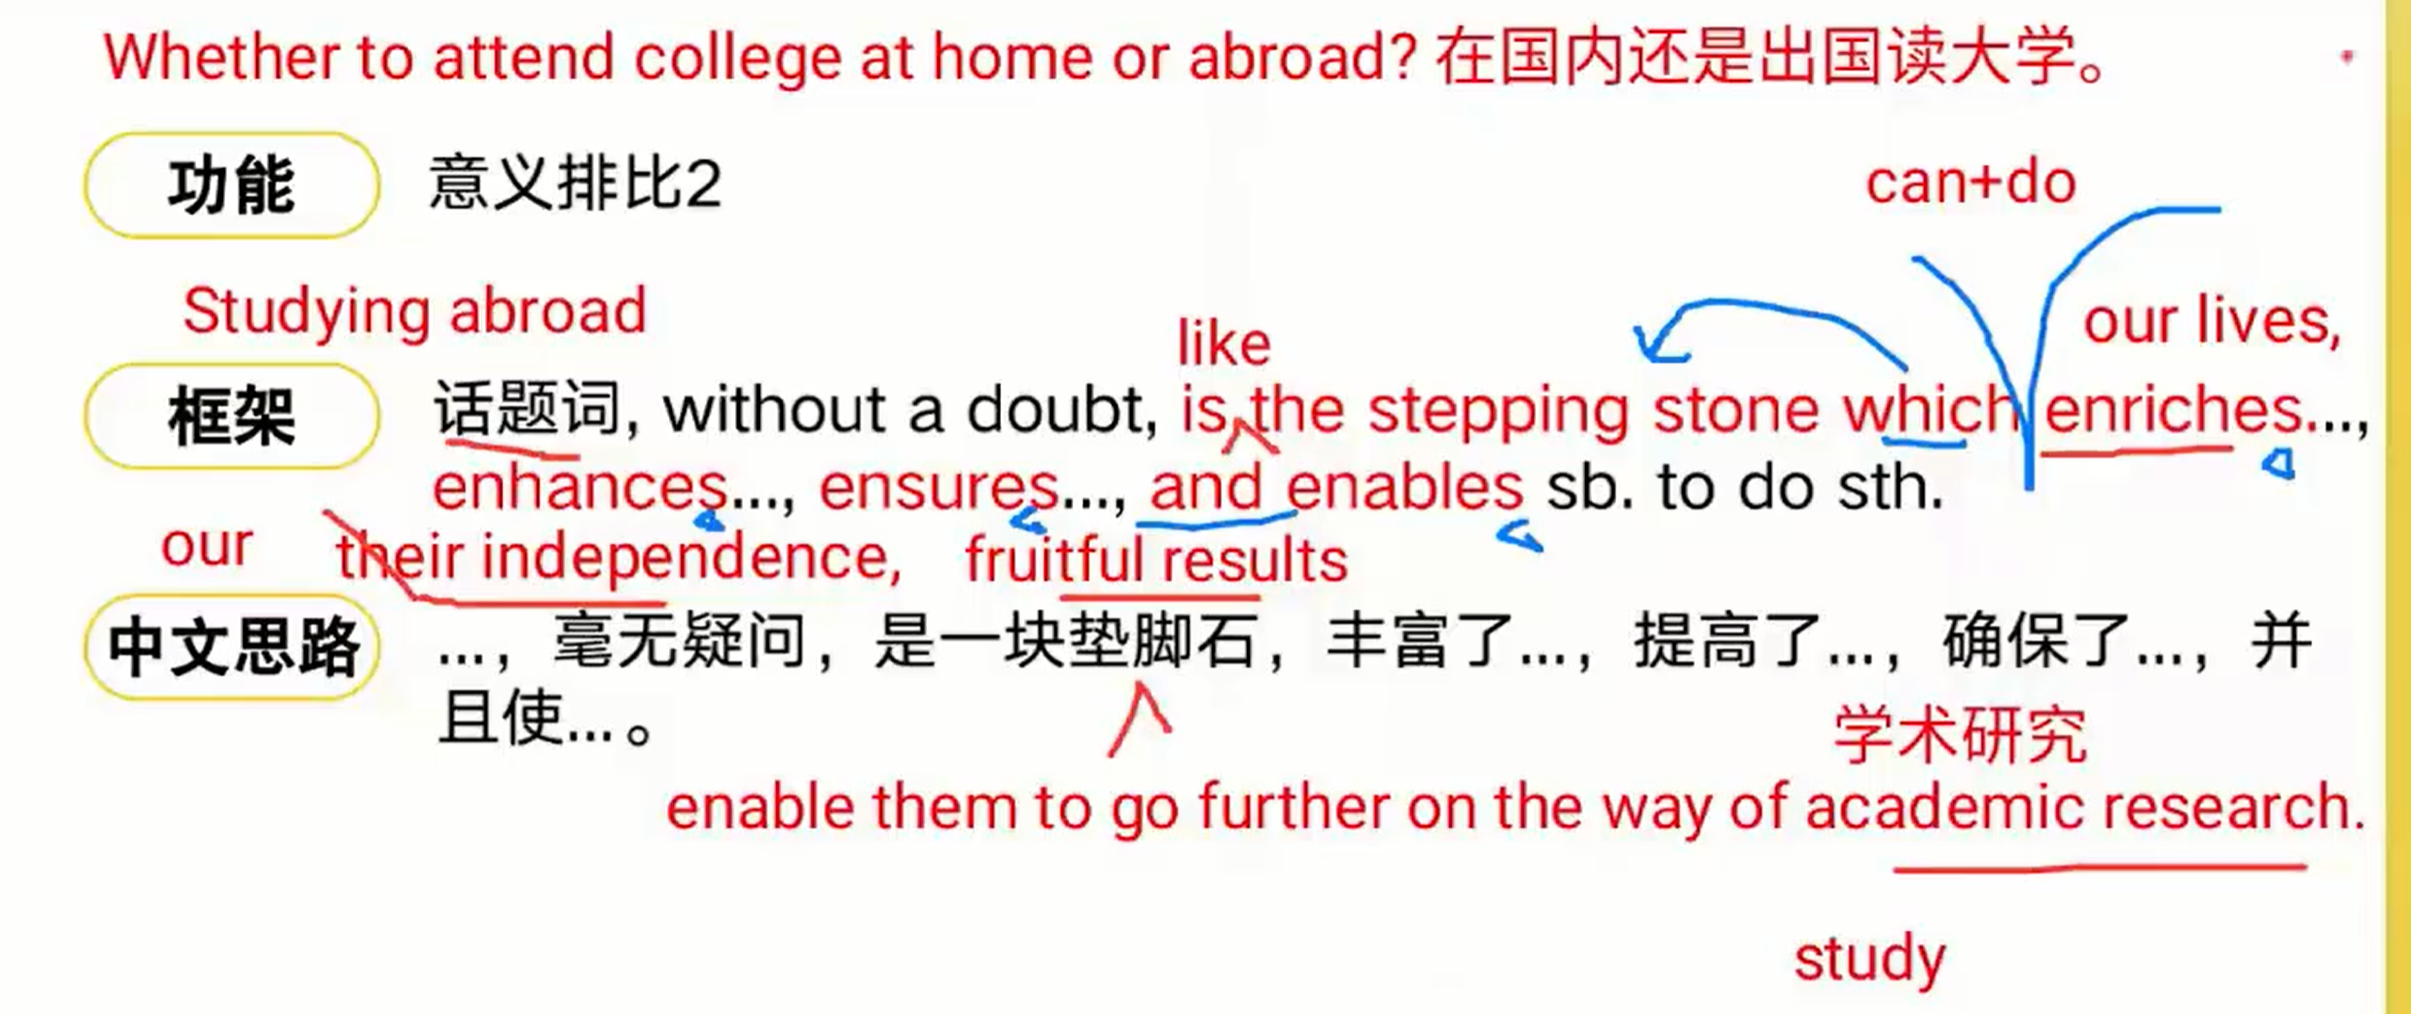 Whether to attend college at home or abroad? 在国内还是出国读大学。
功能 意义排比2
can+do
Studying abroad
like
our lives,
框架 话题词, without a doubt, is the stepping stone which enriches...,
enhances..., ensures..., and enables sb. to do sth.
our their independence, fruitful results
中文思路 ...，毫无疑问，是一块垫脚石，丰富了...，提高了...，确保了...，并
且使...。
学术研究
enable them to go further on the way of academic research.
study